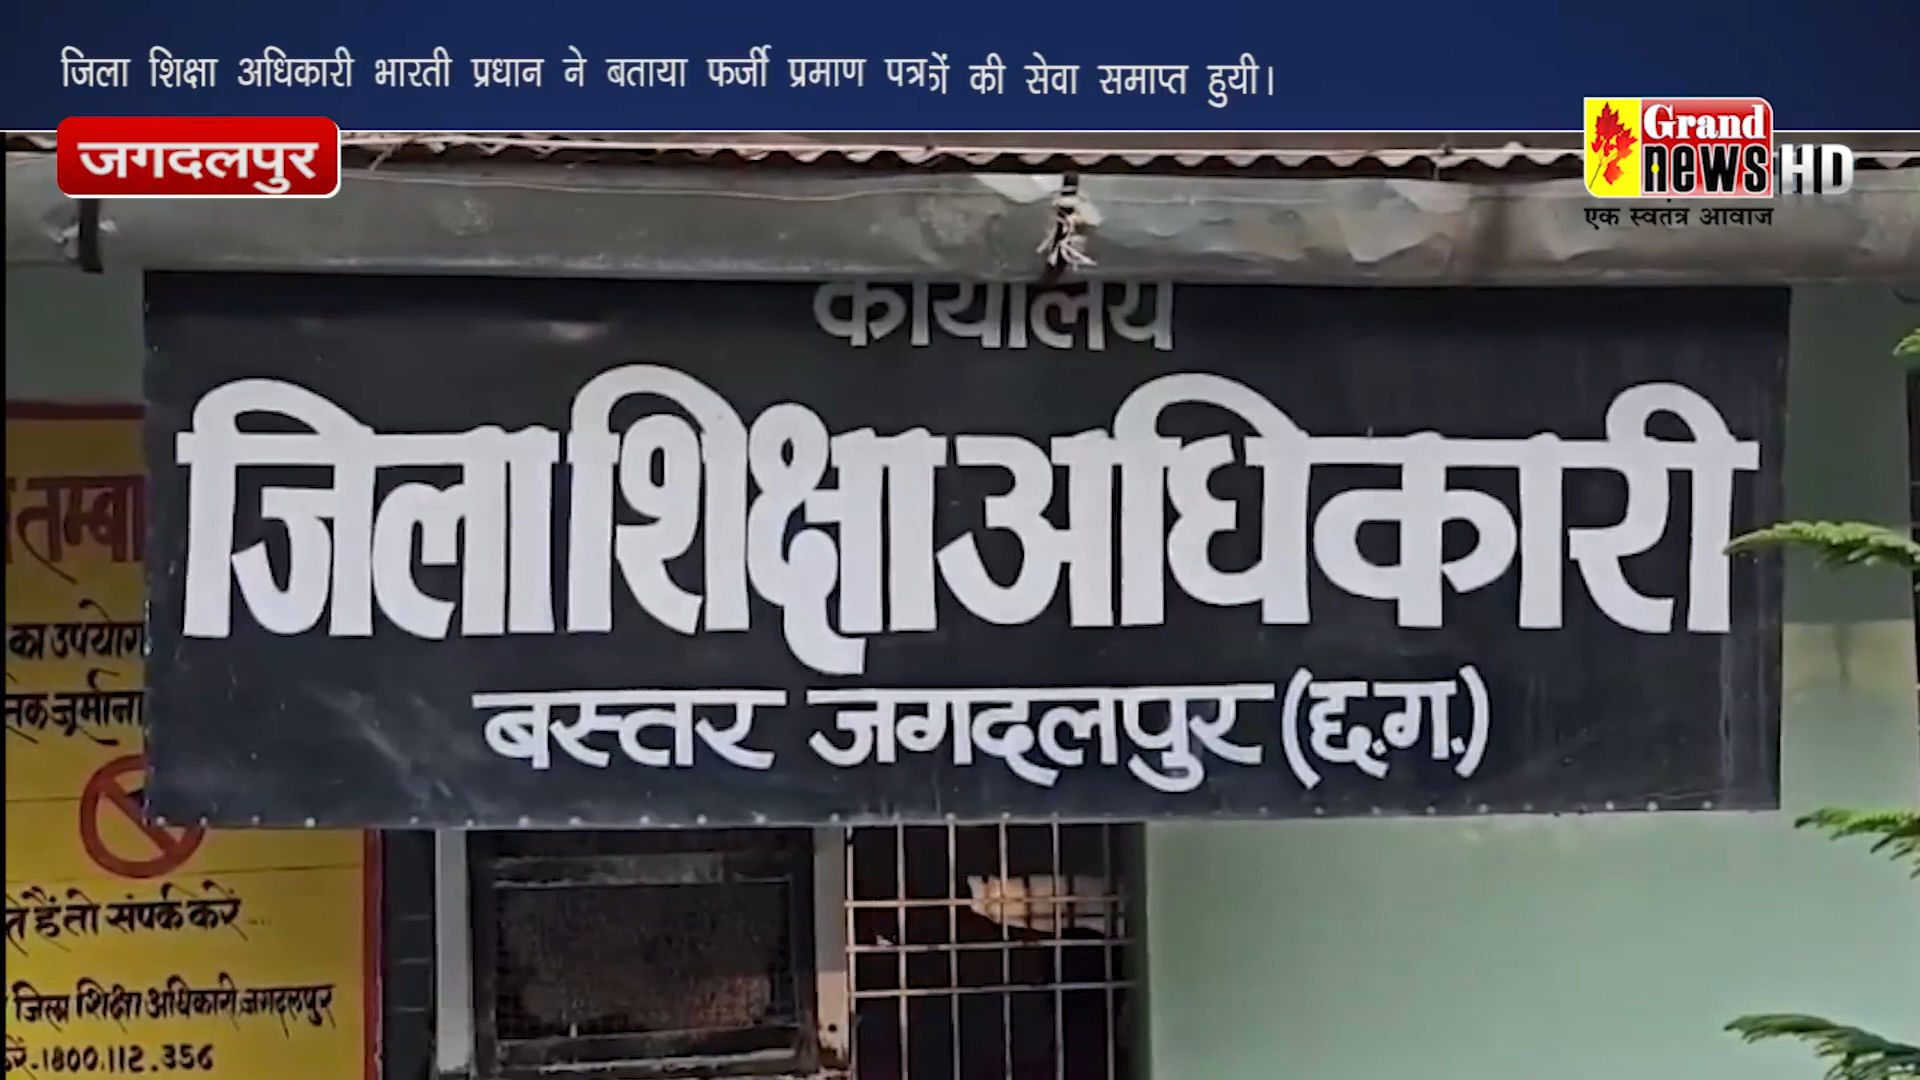 जिला शिक्षा अधिकारी भारती प्रधान ने बताया फर्जी प्रमाण की सेवा समाप्त हुयी।
जगदलपुर
Grand
news HD
एक स्वतंत्र आवाज
कार्यालय
जिला शिक्षा अधिकारी
बस्तर जगदलपुर (छ.ग.)
तम्बा
का उपयोग
जूर्माना
हैं तो संपर्क करें
जिला शिक्षा अधिकारी, जगदलपुर
1800.112.356